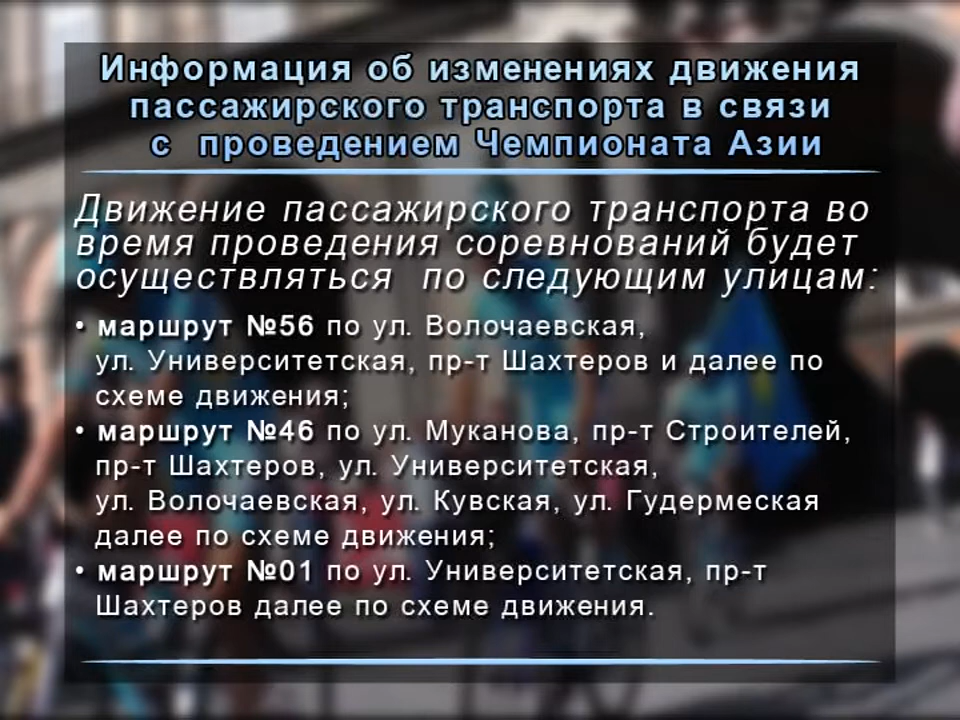 Информация об изменениях движения
пассажирского транспорта в связи
с проведением Чемпионата Азии
Движение пассажирского транспорта во
время проведения соревнований будет
осуществляться по следующим улицам:
• маршрут №56 по ул. Волочаевская,
ул. Университетская, пр-т Шахтеров и далее по
схеме движения;
• маршрут №46 по ул. Муканова, пр-т Строителей,
пр-т Шахтеров, ул. Университетская,
ул. Волочаевская, ул. Кувская, ул. Гудермеская
далее по схеме движения;
• маршрут №01 по ул. Университетская, пр-т
Шахтеров далее по схеме движения.